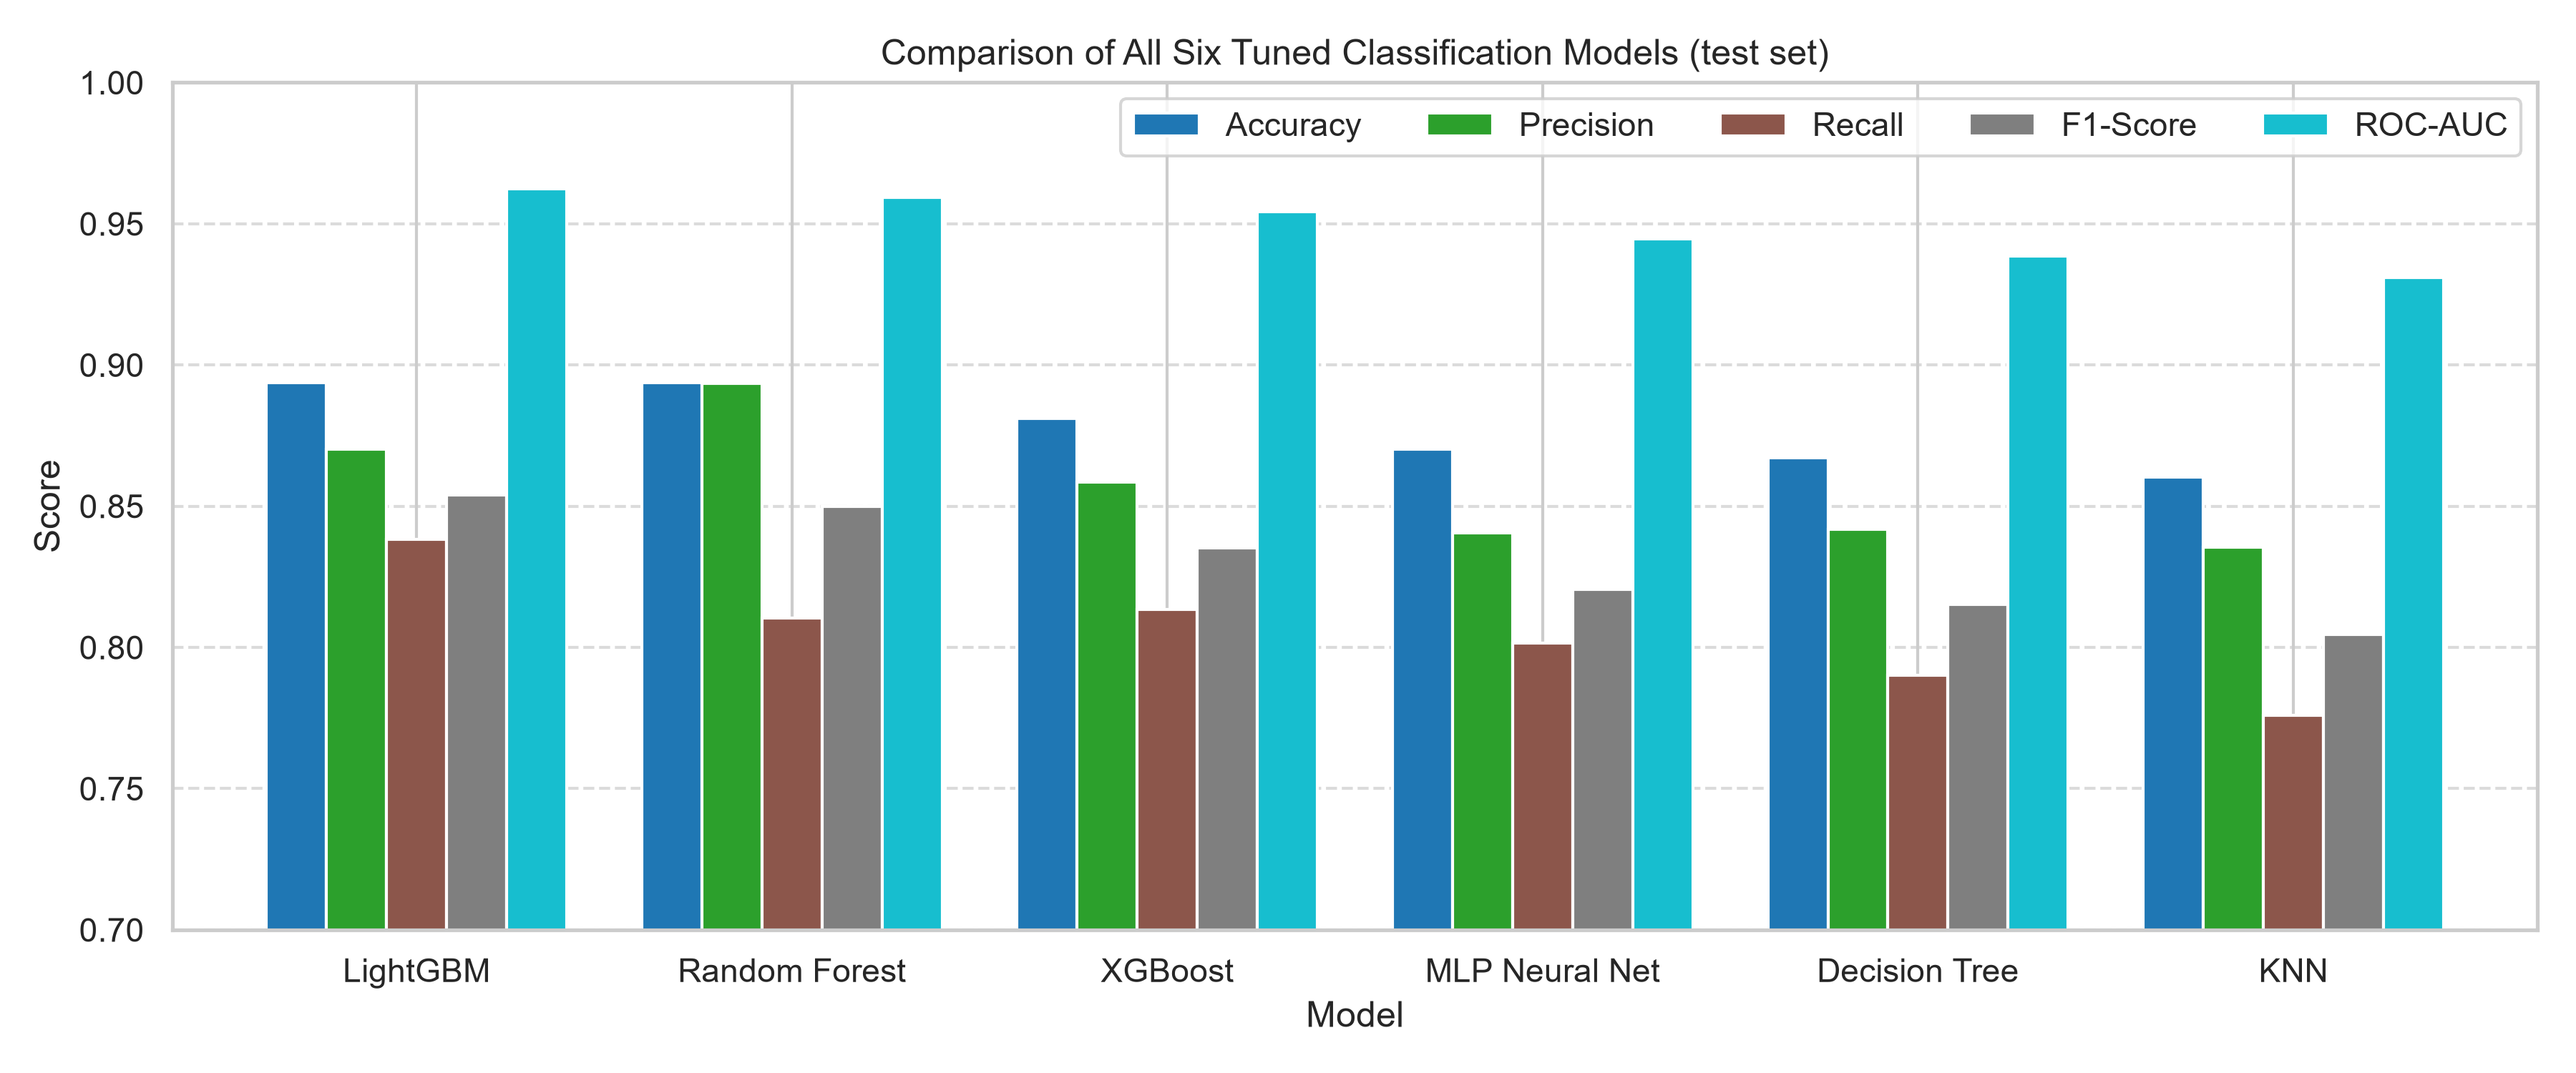 Comparison of All Six Tuned Classification Models (test set)
Accuracy Precision Recall F1-Score ROC-AUC
1.00
0.95
0.90
0.85
0.80
0.75
0.70
Score
LightGBM Random Forest XGBoost MLP Neural Net Decision Tree KNN
Model